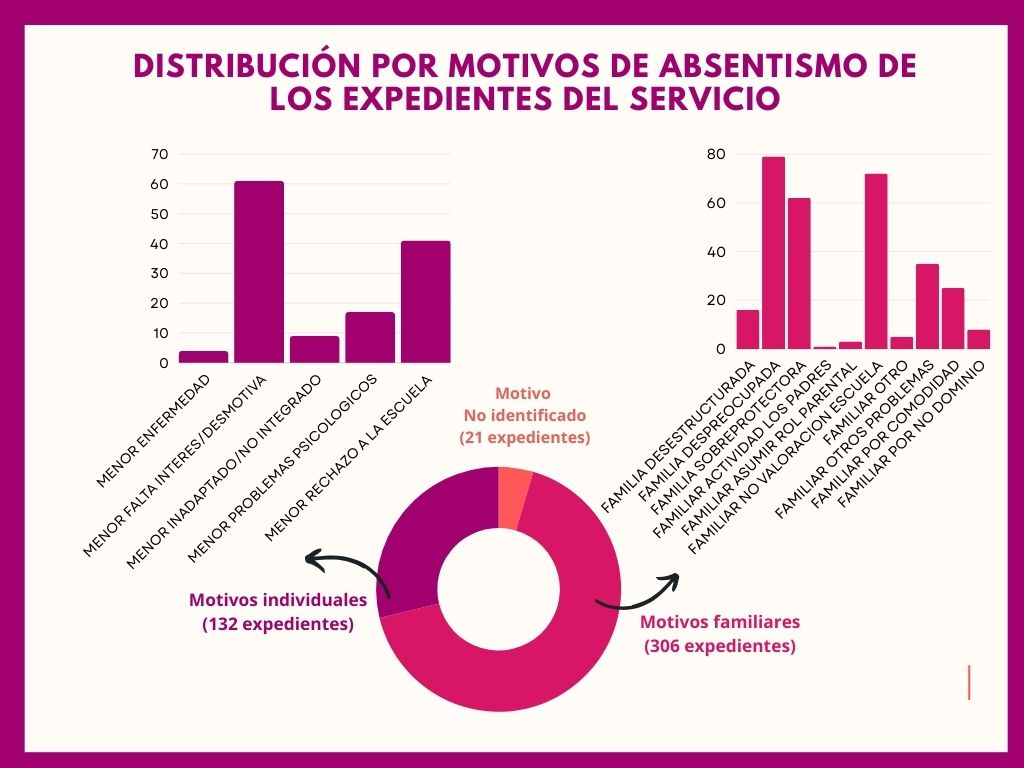 DISTRIBUCIÓN POR MOTIVOS DE ABSENTISMO DE
LOS EXPEDIENTES DEL SERVICIO
70
60
50
40
30
20
10
0
MENOR ENFERMEDAD
MENOR FALTA INTERES/DESMOTIVA
MENOR INADAPTADO/NO INTEGRADO
MENOR PROBLEMAS PSICOLOGICOS
MENOR RECHAZO A LA ESCUELA
80
60
40
20
0
FAMILIA DESESTRUCTURADA
FAMILIA DESPREOCUPADA
FAMILIA SOBREPROTECTORA
FAMILIAR ACTIVIDAD LOS PADRES
FAMILIAR ASUMIR ROL PARENTAL
FAMILIAR NO VALORACION ESCUELA
FAMILIAR OTRO
FAMILIAR OTROS PROBLEMAS
FAMILIAR POR COMODIDAD
FAMILIAR POR NO DOMINIO
Motivo
No identificado
(21 expedientes)
Motivos individuales
(132 expedientes)
Motivos familiares
(306 expedientes)